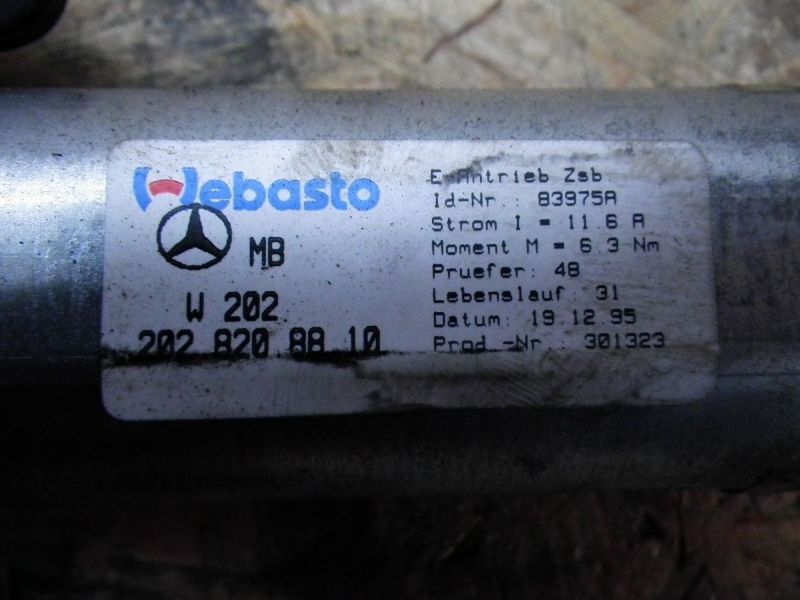 Webasto
MB
W 202
202 820 88 10
E-Antrieb Zsb.
Id-Nr.: 83975A
Strom I = 11.6 A
Moment M = 6.3 Nm
Pruefer: 48
Lebenslauf: 31
Datum: 19.12.95
Prod.-Nr.: 301323